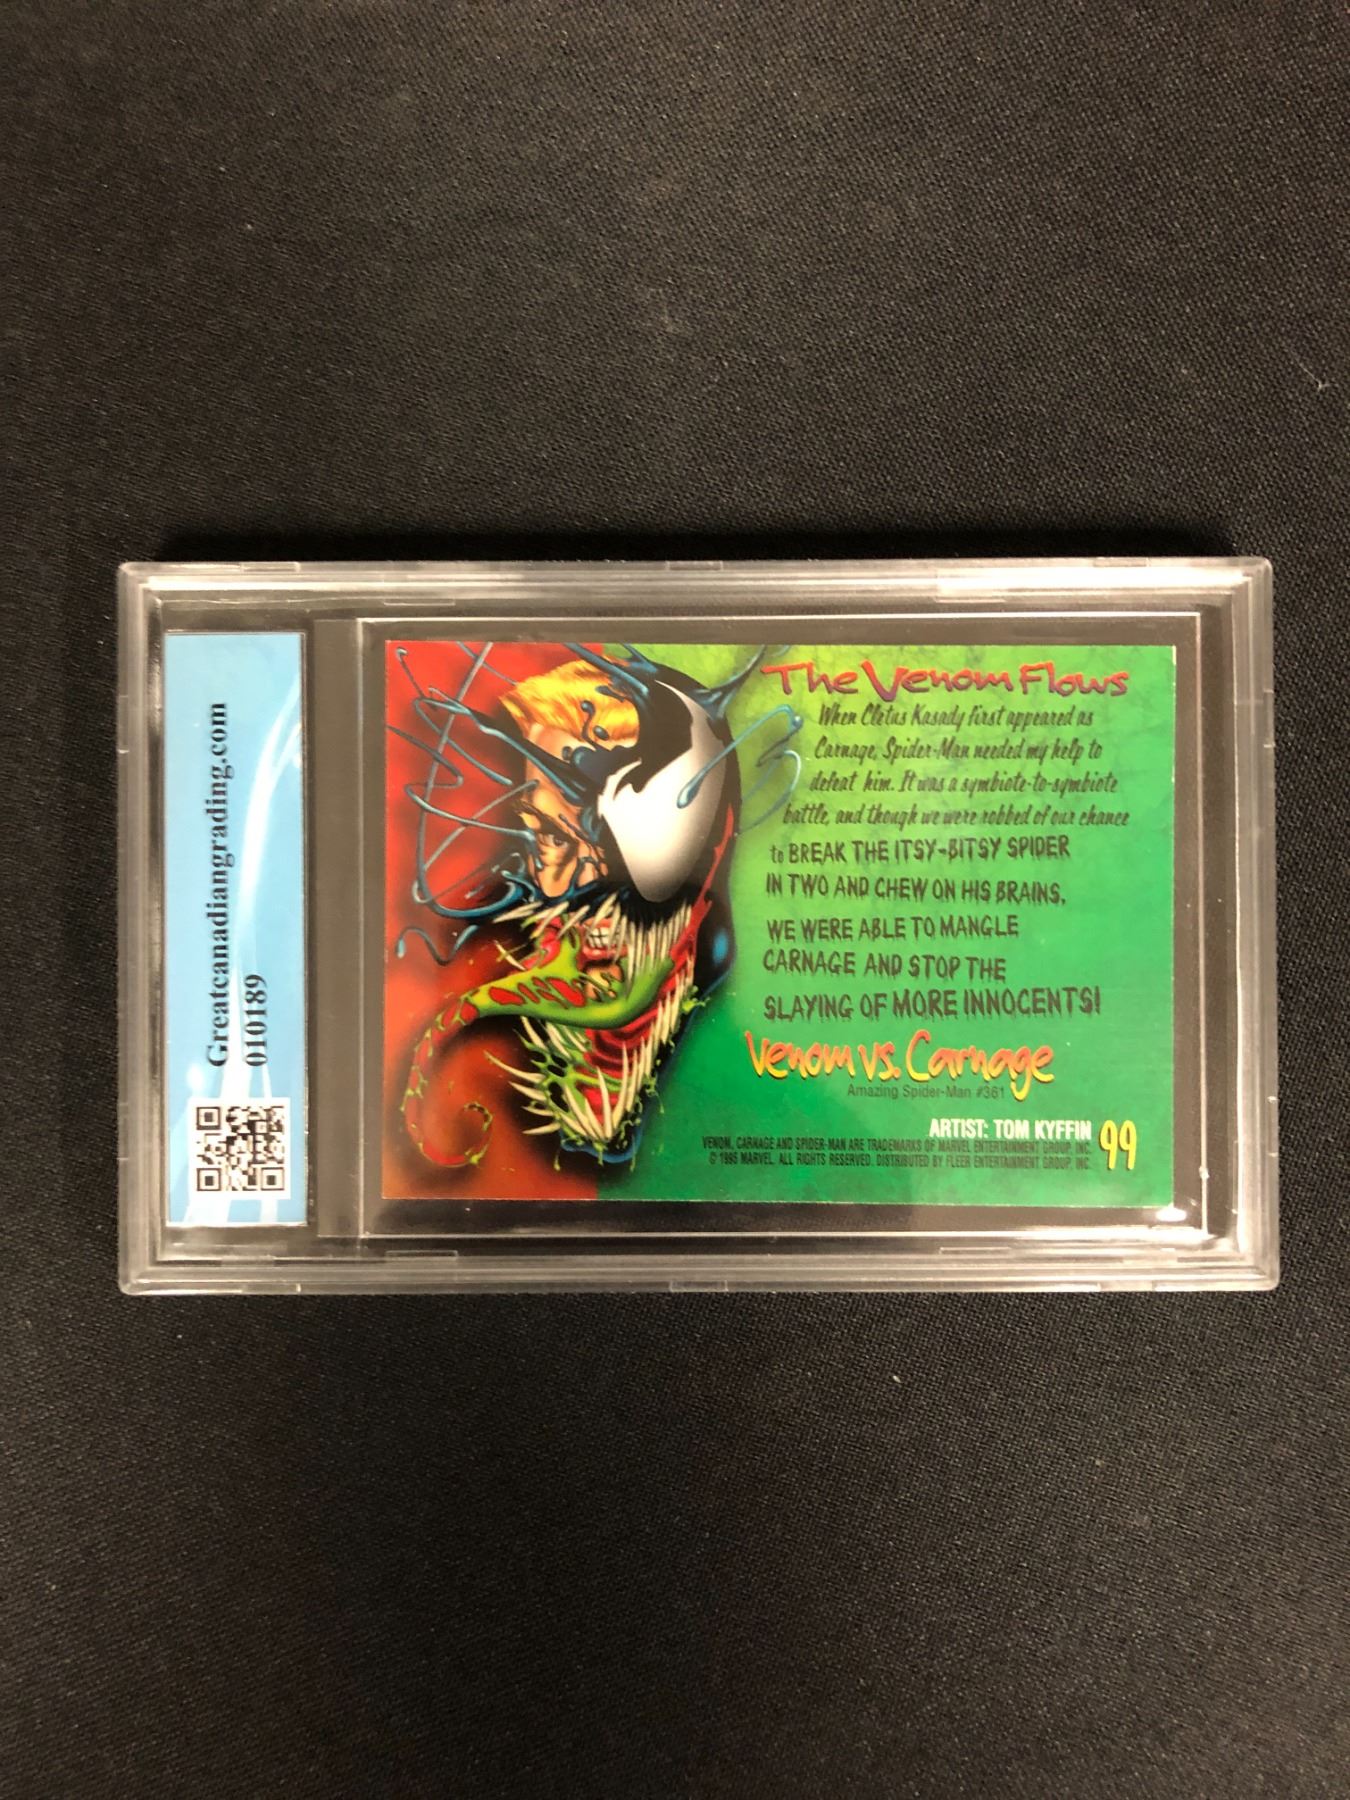 Greatcanadiangrading.com
010189
The Venom Flows
When Cletus Kasady first appeared as
Carnage, Spider-Man needed my help to
defeat him. It was a symbiote-to-symbiote
battle, and though we were robbed of our chance
to BREAK THE ITSY-BITSY SPIDER
IN TWO AND CHEW ON HIS BRAINS,
WE WERE ABLE TO MANGLE
CARNAGE AND STOP THE
SLAYING OF MORE INNOCENTS!
Venom vs. Carnage
Amazing Spider-Man #361
ARTIST: TOM KYFFIN
VENOM, CARNAGE AND SPIDER-MAN ARE TRADEMARKS OF MARVEL ENTERTAINMENT GROUP, INC.
© 1995 MARVEL. ALL RIGHTS RESERVED. DISTRIBUTED BY FLEER ENTERTAINMENT GROUP, INC.
99